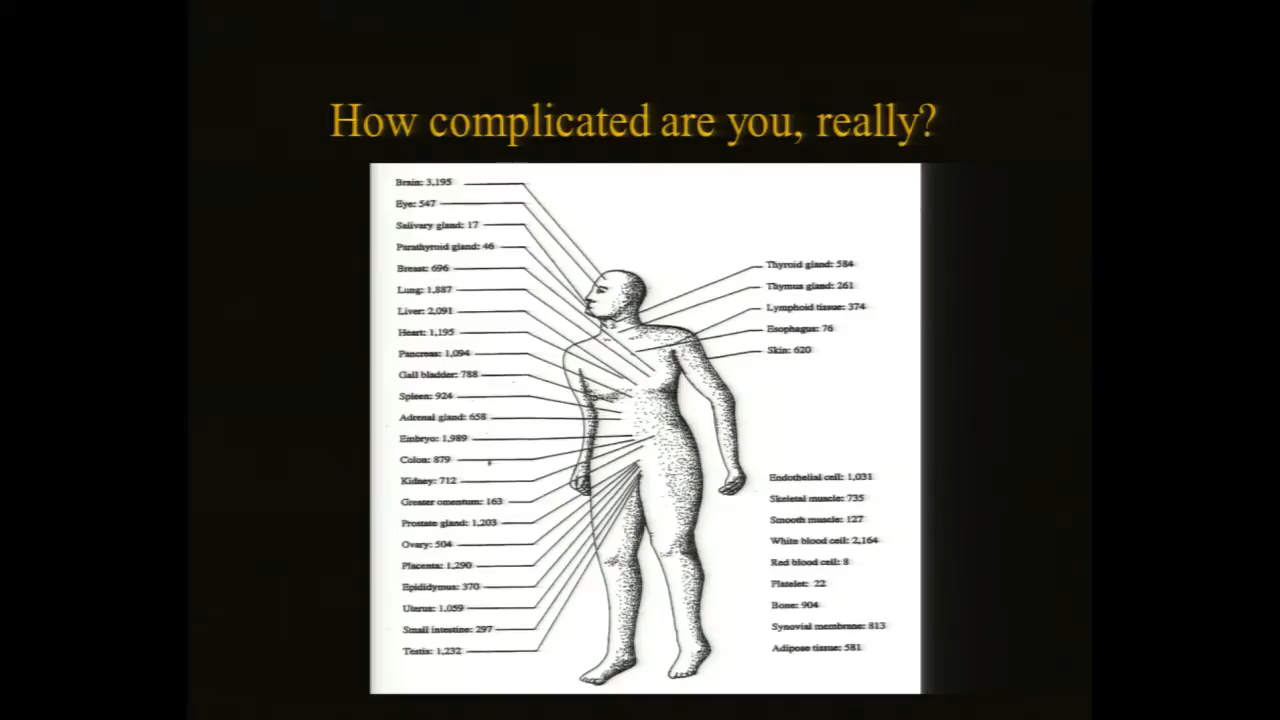 How complicated are you, really?
Brain: 3,195
Eye: 547
Salivary gland: 17
Parathyroid gland: 46
Breast: 696
Lung: 1,887
Liver: 2,091
Heart: 1,195
Pancreas: 1,094
Gall bladder: 788
Spleen: 924
Adrenal gland: 658
Embryo: 1,989
Colon: 879
Kidney: 712
Greater omentum: 163
Prostate gland: 1,203
Ovary: 504
Placenta: 1,290
Epididymus: 370
Uterus: 1,059
Small intestine: 297
Testis: 1,232
Thyroid gland: 584
Thymus gland: 261
Lymphoid tissue: 374
Esophagus: 76
Skin: 620
Endothelial cell: 1,031
Skeletal muscle: 735
Smooth muscle: 127
White blood cell: 2,164
Red blood cell: 8
Platelet: 22
Bone: 904
Synovial membrane: 813
Adipose tissue: 581